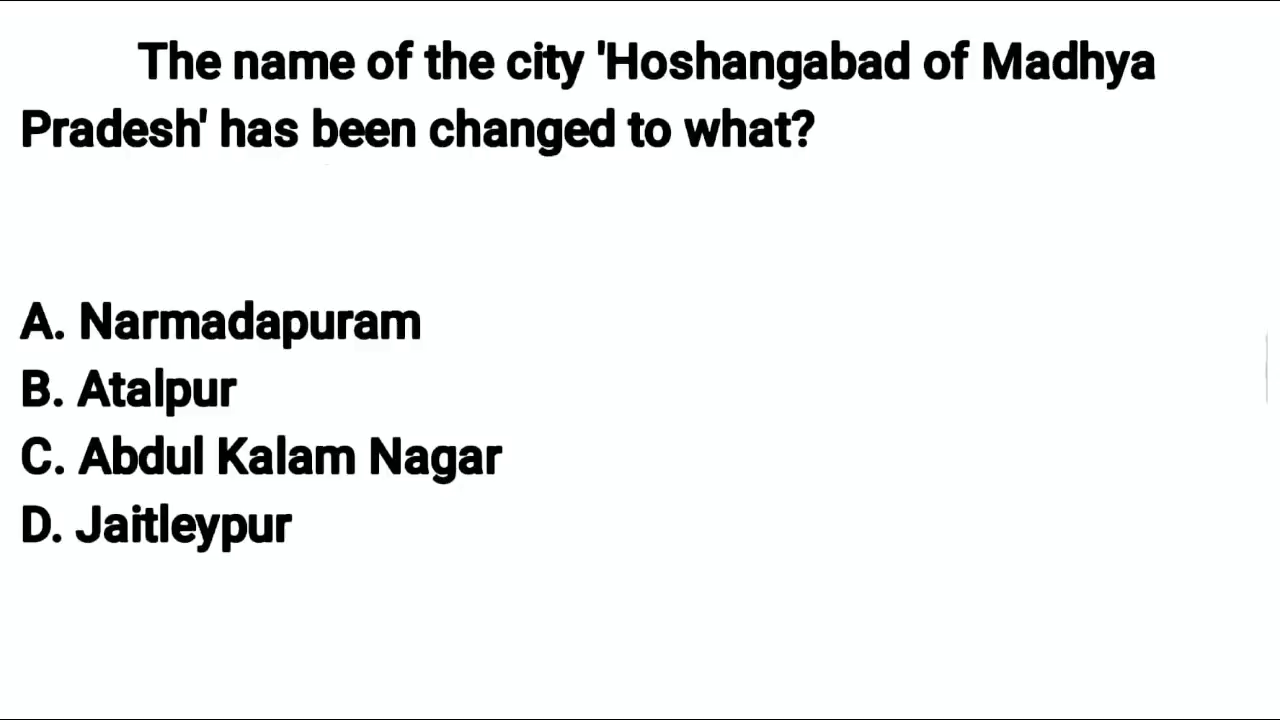 The name of the city 'Hoshangabad of Madhya
Pradesh' has been changed to what?
A. Narmadapuram
B. Atalpur
C. Abdul Kalam Nagar
D. Jaitleypur